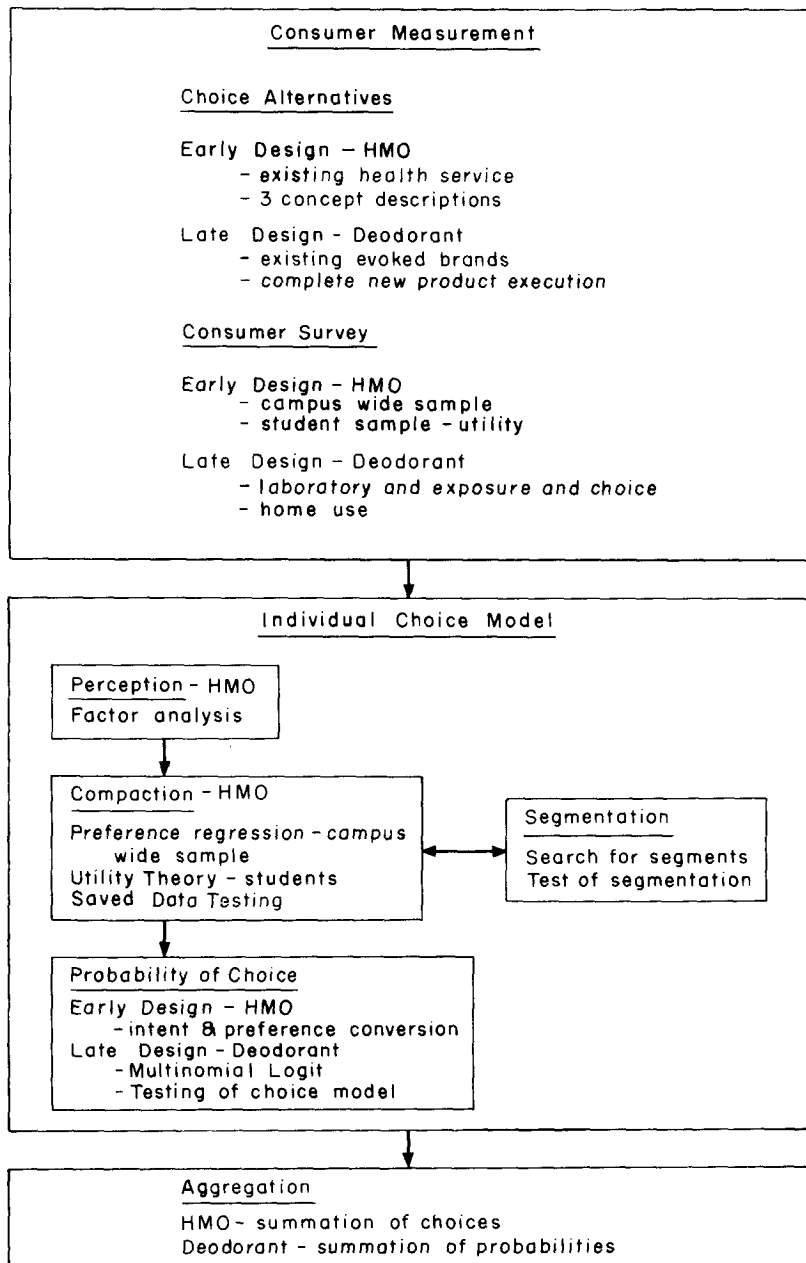 Consumer Measurement
Choice Alternatives
Early Design - HMO
- existing health service
- 3 concept descriptions
Late Design - Deodorant
- existing evoked brands
- complete new product execution
Consumer Survey
Early Design - HMO
- campus wide sample
- student sample - utility
Late Design - Deodorant
- laboratory and exposure and choice
- home use
Individual Choice Model
Perception - HMO
Factor analysis
Compaction - HMO
Preference regression - campus
wide sample
Utility Theory - students
Saved Data Testing
Segmentation
Search for segments
Test of segmentation
Probability of Choice
Early Design - HMO
- intent & preference conversion
Late Design - Deodorant
- Multinomial Logit
- Testing of choice model
Aggregation
HMO - summation of choices
Deodorant - summation of probabilities